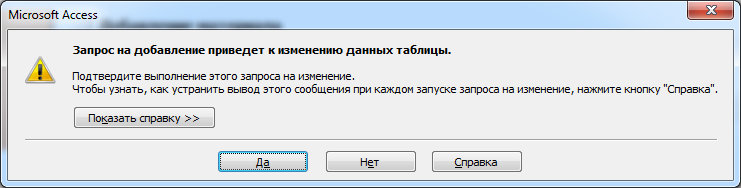 Microsoft Access
Запрос на добавление приведет к изменению данных таблицы.
Подтвердите выполнение этого запроса на изменение.
Чтобы узнать, как устранить вывод этого сообщения при каждом запуске запроса на изменение, нажмите кнопку "Справка".
Показать справку >>
Да
Нет
Справка